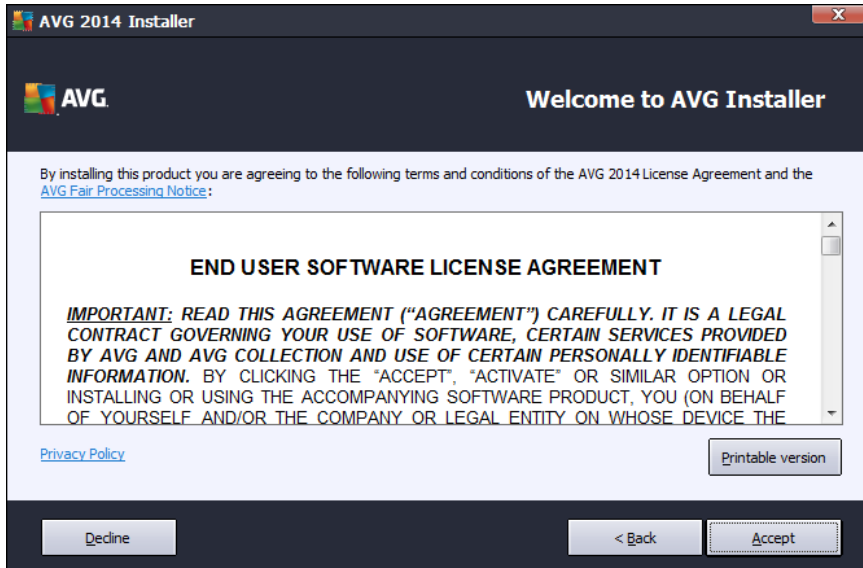 AVG 2014 Installer
X
AVG.
Welcome to AVG Installer
By installing this product you are agreeing to the following terms and conditions of the AVG 2014 License Agreement and the
AVG Fair Processing Notice:
END USER SOFTWARE LICENSE AGREEMENT
IMPORTANT: READ THIS AGREEMENT (“AGREEMENT”) CAREFULLY. IT IS A LEGAL
CONTRACT GOVERNING YOUR USE OF SOFTWARE, CERTAIN SERVICES PROVIDED
BY AVG AND AVG COLLECTION AND USE OF CERTAIN PERSONALLY IDENTIFIABLE
INFORMATION. BY CLICKING THE “ACCEPT”, “ACTIVATE” OR SIMILAR OPTION OR
INSTALLING OR USING THE ACCOMPANYING SOFTWARE PRODUCT, YOU (ON BEHALF
OF YOURSELF AND/OR THE COMPANY OR LEGAL ENTITY ON WHOSE DEVICE THE
Privacy Policy
Printable version
Decline
< Back
Accept